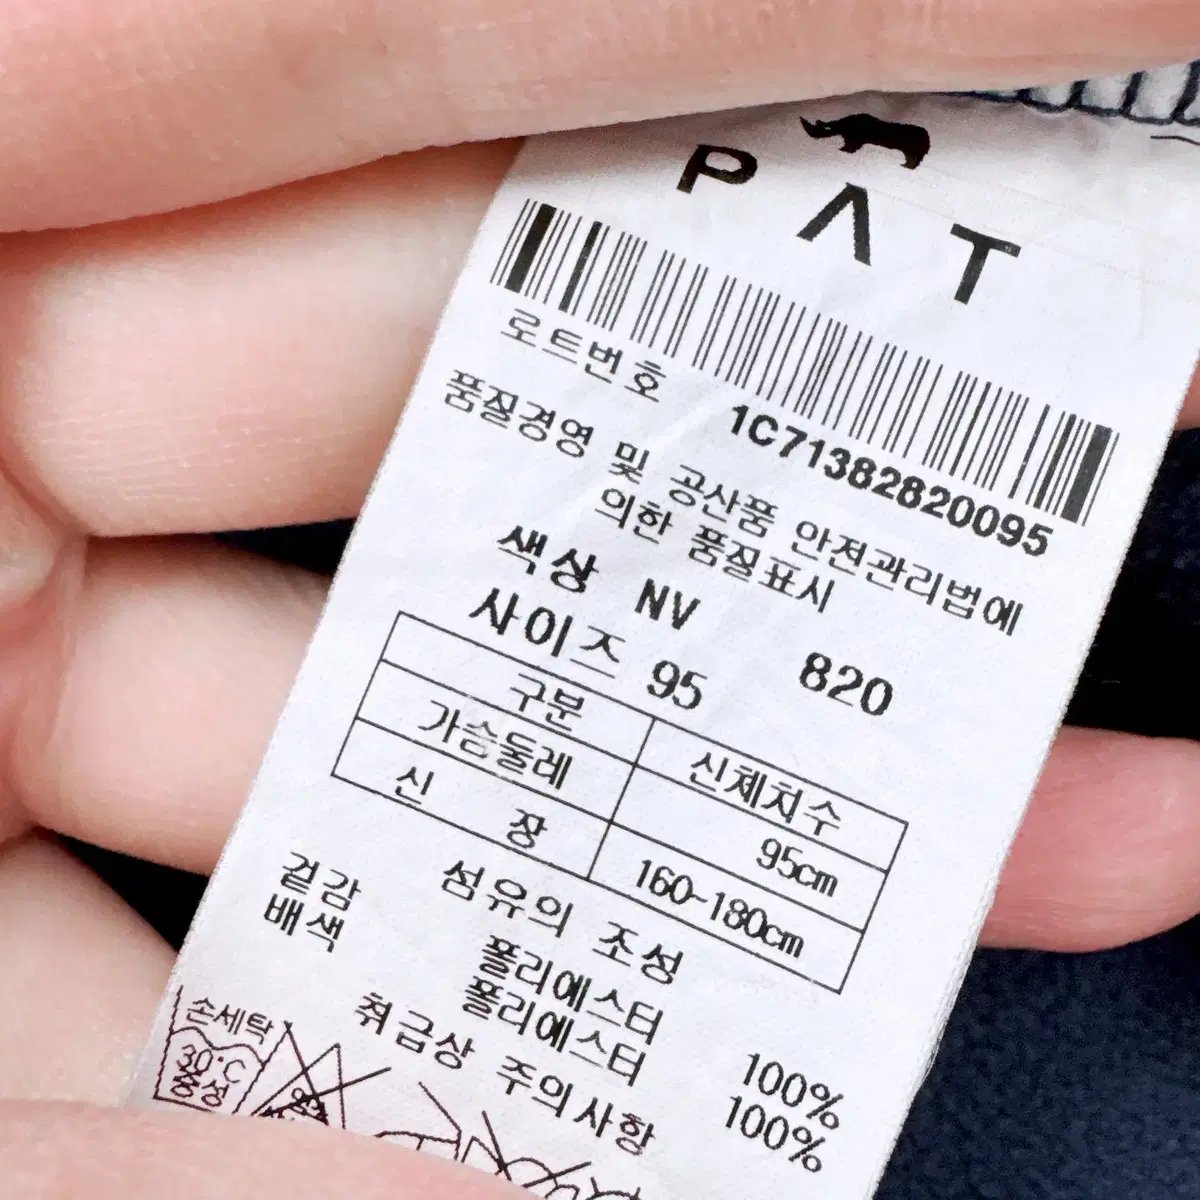 PAT
로트번호
1C71382820095
품질경영 및 공산품 안전관리법에
의한 품질표시
색상 NV 820
사이즈 95
구분 신체치수
가슴둘레 95cm
신 장 160-180cm
섬유의 조성
겉감 폴리에스터 100%
배색 폴리에스터 100%
취급상 주의사항
손세탁
30°C
중성